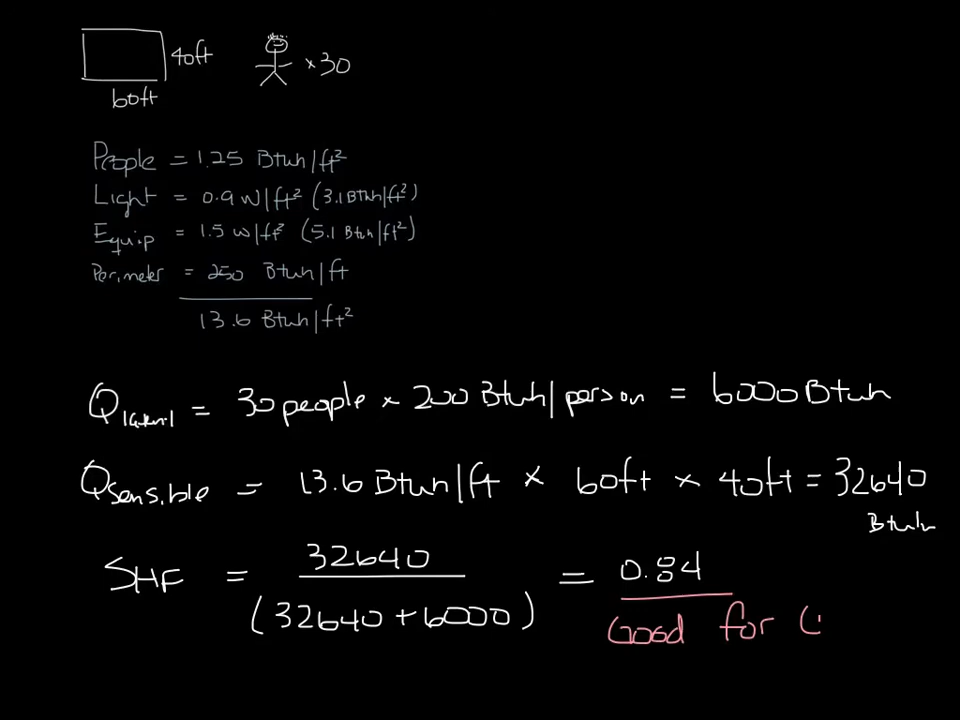 40ft
× 30
60ft
People = 1.25 Btuh/ft²
Light = 0.9 W/ft² (3.1 Btuh/ft²)
Equip = 1.5 W/ft² (5.1 Btuh/ft²)
Perimeter = 250 Btuh/ft
13.6 Btuh/ft²
Qlatent = 30 people × 200 Btuh/person = 6000 Btuh
Qsensible = 13.6 Btuh/ft × 60ft × 40ft = 32640
Btuh
SHF = 32640 / (32640 + 6000) = 0.84
Good for (